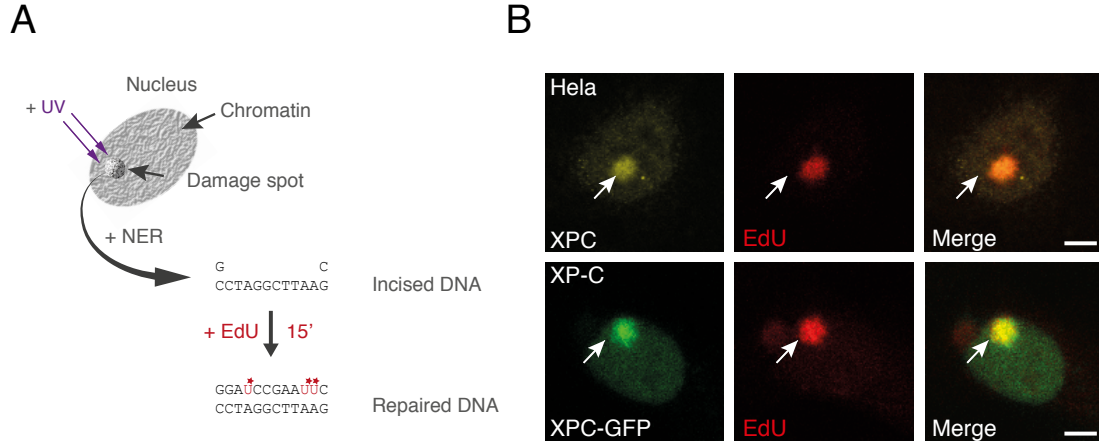 A
Nucleus
+ UV
Chromatin
Damage spot
+ NER
G C
CCTAGGCTTAAG
Incised DNA
+ EdU 15’
GGAUCCGAAUUC
CCTAGGCTTAAG
Repaired DNA
B
Hela
XPC
EdU
Merge
XP-C
XPC-GFP
EdU
Merge